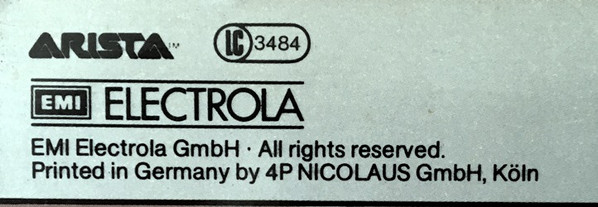 ARISTA™ LC 3484
EMI ELECTROLA
EMI Electrola GmbH · All rights reserved.
Printed in Germany by 4P NICOLAUS GmbH, Köln